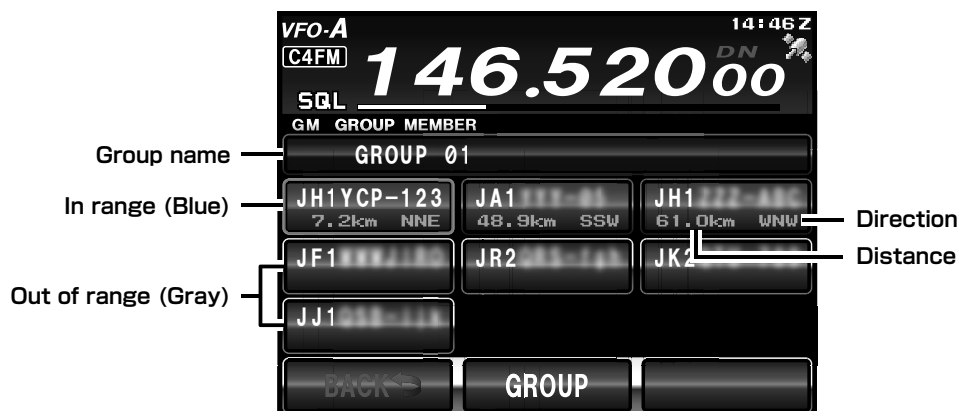 VFO-A 14:46Z
C4FM 146.52000 DN
SQL
GM GROUP MEMBER
Group name
GROUP 01
In range (Blue)
JH1YCP-123 JA1 JH1
7.2km NNE 48.9km SSW 61.0km WNW
Direction
Distance
JF1 JR2 JK2
Out of range (Gray)
JJ1
BACK GROUP